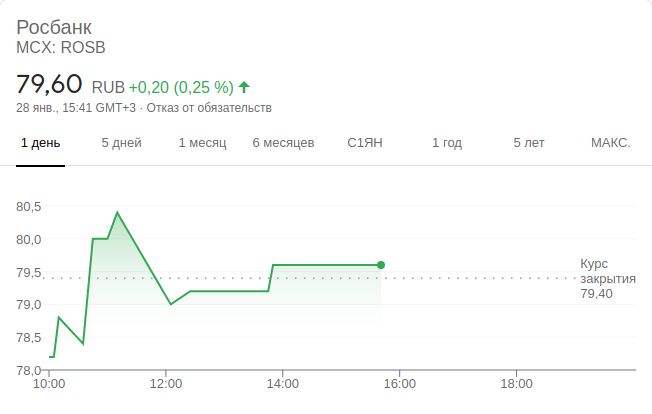 Росбанк
MCX: ROSB
79,60 RUB +0,20 (0,25 %)
28 янв., 15:41 GMT+3 · Отказ от обязательств
1 день 5 дней 1 месяц 6 месяцев С1ЯН 1 год 5 лет МАКС.
80,5
80,0
79,5
79,0
78,5
78,0
Курс
закрытия
79,40
10:00 12:00 14:00 16:00 18:00